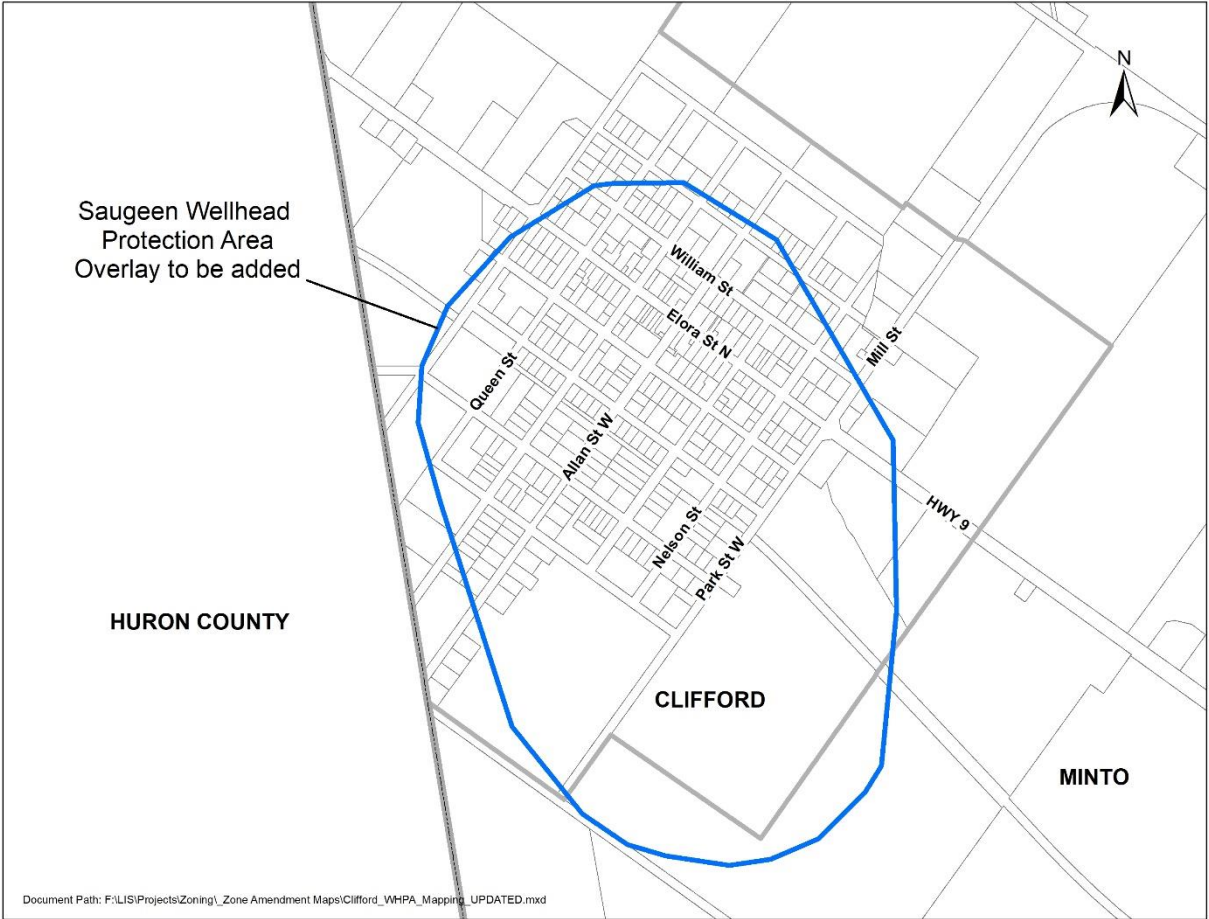 N
Saugeen Wellhead
Protection Area
Overlay to be added
William St
Elora St N
Mill St
Queen St
Allan St W
HWY 9
Nelson St
Park St W
HURON COUNTY
CLIFFORD
MINTO
Document Path: F:\LIS\Projects\Zoning\_Zone Amendment Maps\Clifford_WHPA_Mapping_UPDATED.mxd